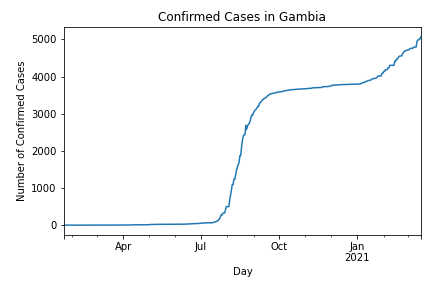 Confirmed Cases in Gambia
Number of Confirmed Cases
5000
4000
3000
2000
1000
0
Apr
Jul
Oct
Jan
2021
Day